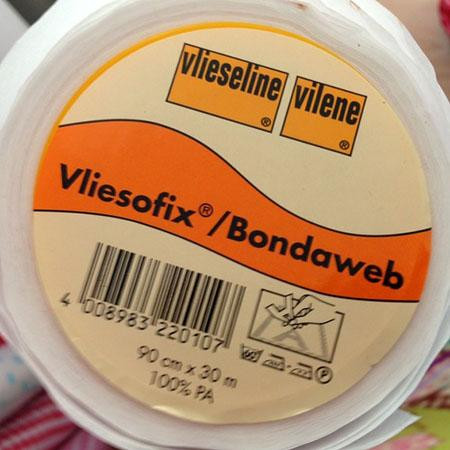 vlieseline®
vilene®
Vliesofix®/Bondaweb
4 008983 220107
90 cm x 30 m
100% PA